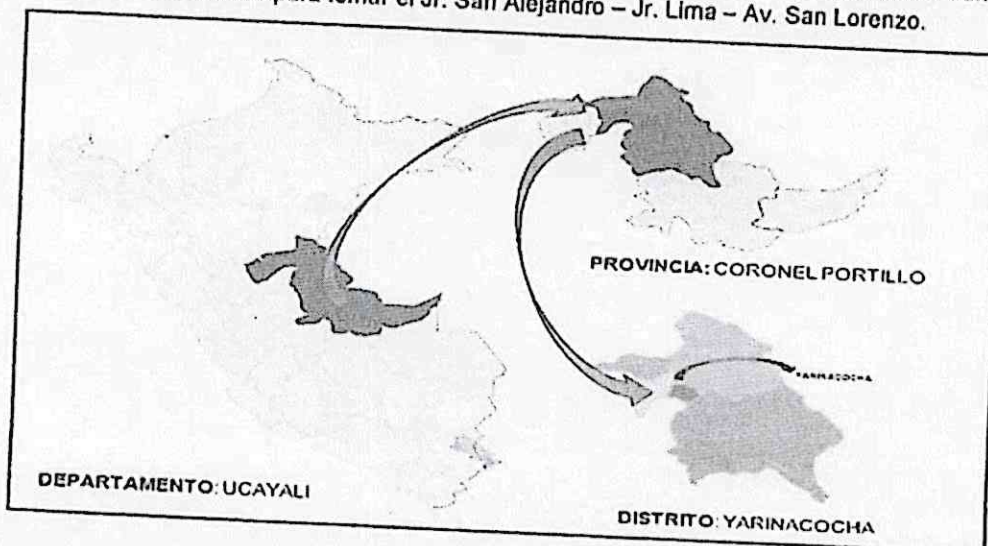 para tomar el Jr. San Alejandro – Jr. Lima – Av. San Lorenzo.
PROVINCIA: CORONEL PORTILLO
YARINACOCHA
DEPARTAMENTO: UCAYALI
DISTRITO: YARINACOCHA